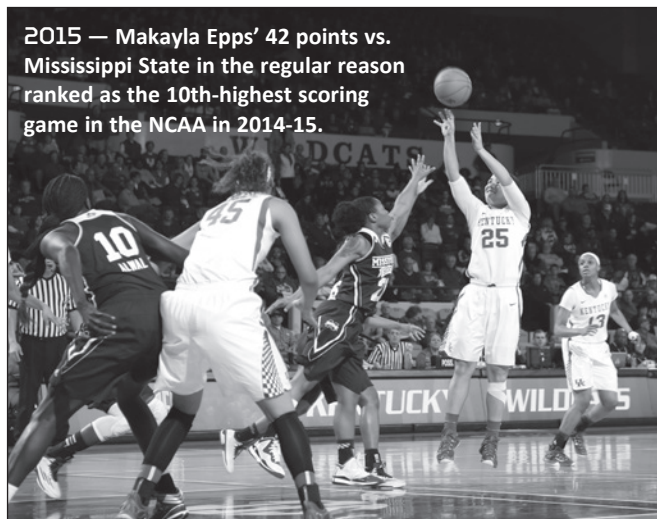 2015 — Makayla Epps’ 42 points vs.
Mississippi State in the regular reason
ranked as the 10th-highest scoring
game in the NCAA in 2014-15.
WILDCATS
45
10
KENTUCKY
25
KENTUCKY
13
KENTUCKY WILDCATS